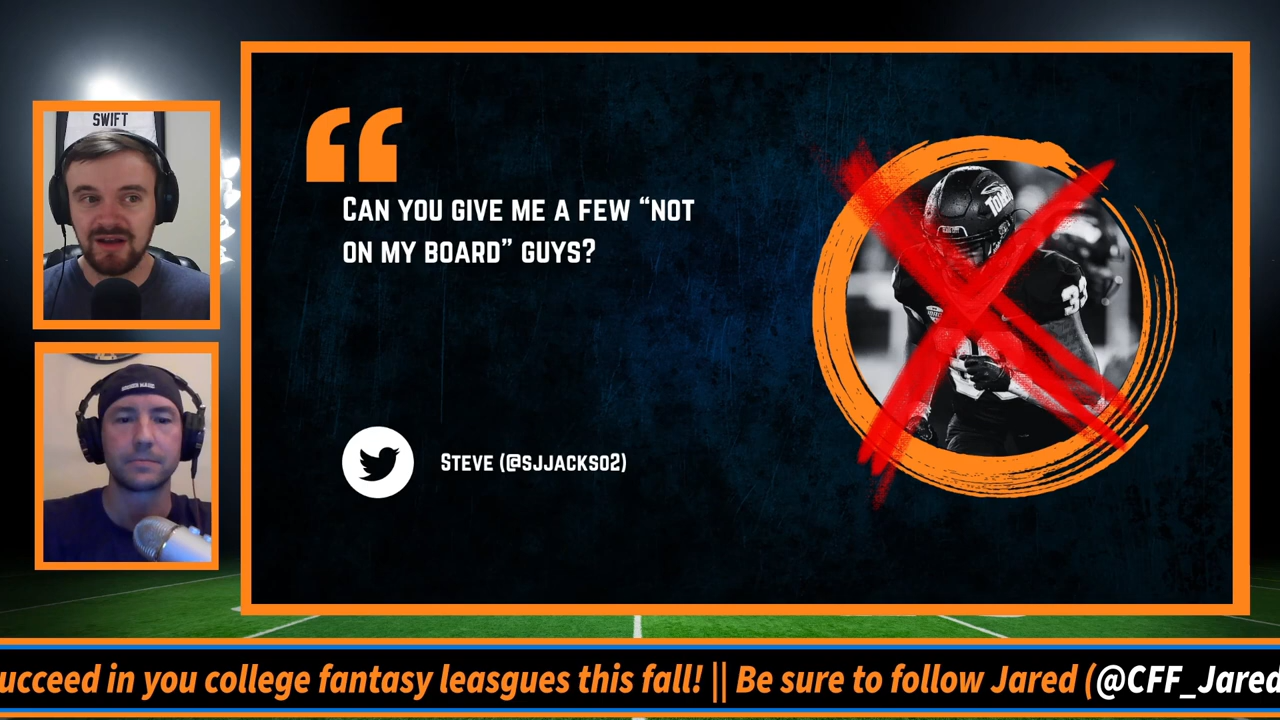 SWIFT
“
CAN YOU GIVE ME A FEW “NOT
ON MY BOARD” GUYS?
STEVE (@SJJACKS02)
ucceed in you college fantasy leasgues this fall! || Be sure to follow Jared (@CFF_Jared